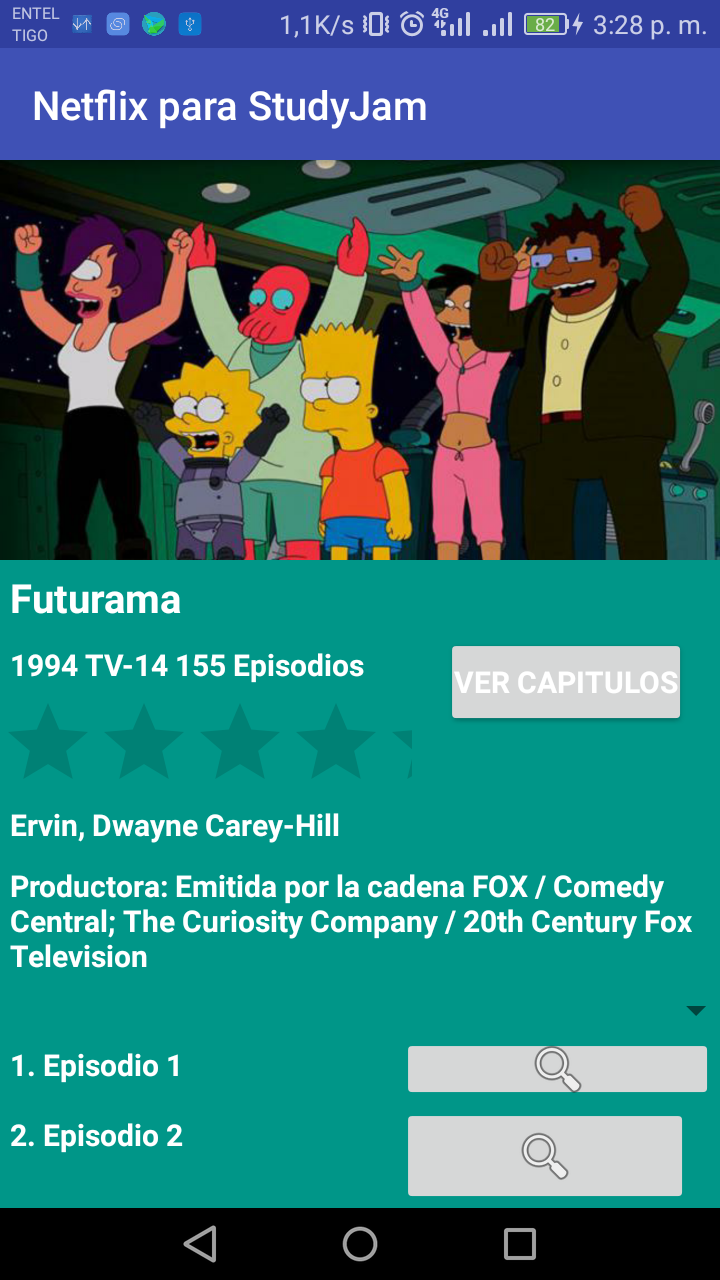 ENTEL
TIGO
1,1K/s 4G 82 3:28 p. m.
Netflix para StudyJam
Futurama
1994 TV-14 155 Episodios
VER CAPITULOS
Ervin, Dwayne Carey-Hill
Productora: Emitida por la cadena FOX / Comedy
Central; The Curiosity Company / 20th Century Fox
Television
1. Episodio 1
2. Episodio 2